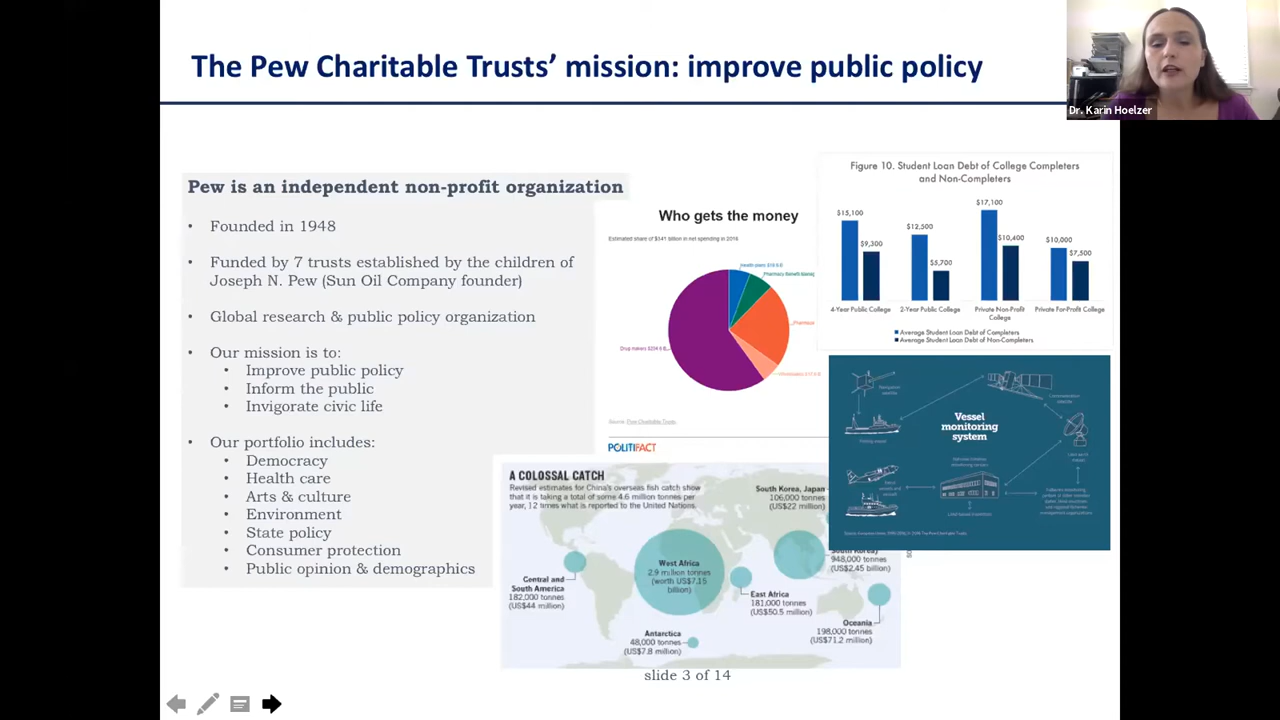 The Pew Charitable Trusts’ mission: improve public policy
Dr. Karin Hoelzer
Pew is an independent non-profit organization
• Founded in 1948
• Funded by 7 trusts established by the children of
Joseph N. Pew (Sun Oil Company founder)
• Global research & public policy organization
• Our mission is to:
• Improve public policy
• Inform the public
• Invigorate civic life
• Our portfolio includes:
• Democracy
• Health care
• Arts & culture
• Environment
• State policy
• Consumer protection
• Public opinion & demographics
Who gets the money
Estimated share of $341 billion in net spending in 2016
Drug makers
Source: Pew Charitable Trusts
POLITIFACT
Figure 10. Student Loan Debt of College Completers
and Non-Completers
$15,100
$9,300
$12,500
$5,700
$17,100
$10,400
$10,000
$7,500
4-Year Public College
2-Year Public College
Private Non-Profit
College
Private For-Profit College
Average Student Loan Debt of Completers
Average Student Loan Debt of Non-Completers
Vessel
monitoring
system
Fishing vessel
A COLOSSAL CATCH
Revised estimates for China's overseas fish catch show
that it is taking a total of some 4.6 million tonnes per
year, 12 times what is reported to the United Nations.
South Korea, Japan
106,000 tonnes
(US$22 million)
West Africa
2.9 million tonnes
(worth US$7.15
billion)
948,000 tonnes
(US$2.45 billion)
Central and
South America
182,000 tonnes
(US$44 million)
East Africa
181,000 tonnes
(US$50.5 million)
Oceania
198,000 tonnes
(US$71.2 million)
Antarctica
48,000 tonnes
(US$7.8 million)
slide 3 of 14